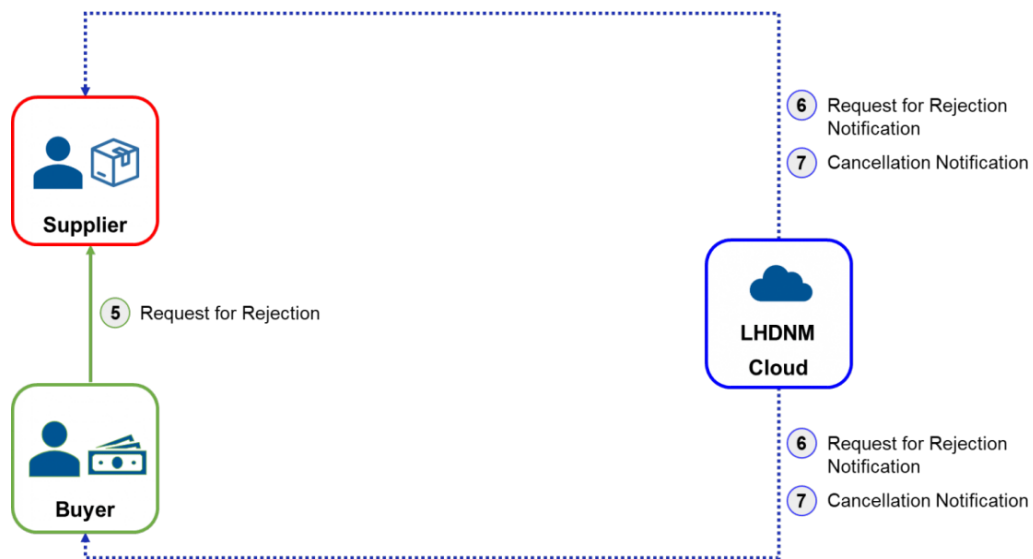 6 Request for Rejection
Notification
7 Cancellation Notification
Supplier
5 Request for Rejection
LHDNM
Cloud
6 Request for Rejection
Notification
7 Cancellation Notification
Buyer